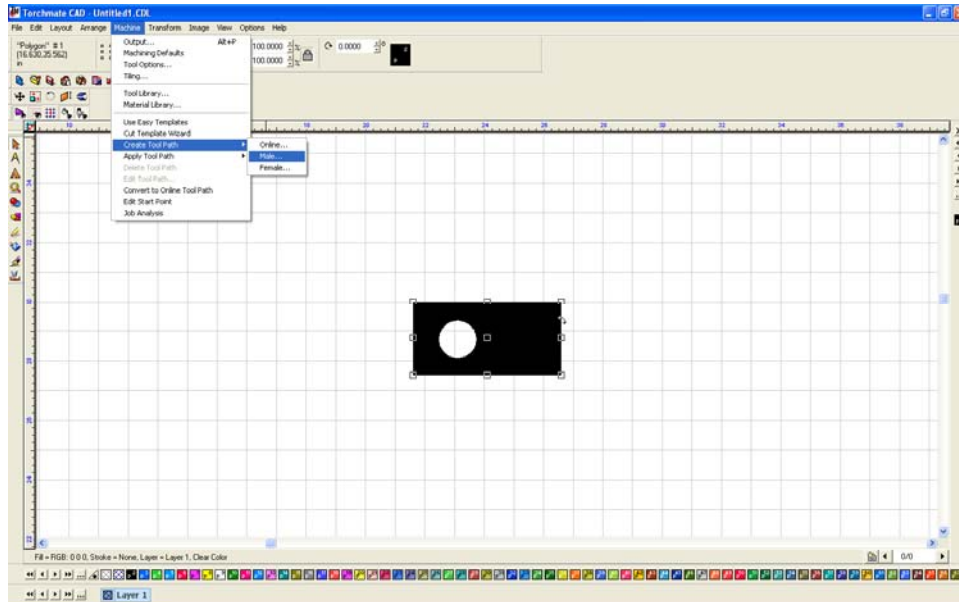 Torchmate CAD - Untitled1.CDL
File Edit Layout Arrange Machine Transform Image View Options Help
"Polygon" # 1
(16.630,35.562)
in
100.0000 %
100.0000 %
0.0000
Output... Alt+P
Machining Defaults
Tool Options...
Tiling...
Tool Library...
Material Library...
Use Easy Templates
Cut Template Wizard
Create Tool Path
Apply Tool Path
Delete Tool Path
Edit Tool Path...
Convert to Online Tool Path
Edit Start Point
Job Analysis
Online...
Male...
Female...
Fill = RGB: 0 0 0, Stroke = None, Layer = Layer 1, Clear Color
0/0
Layer 1